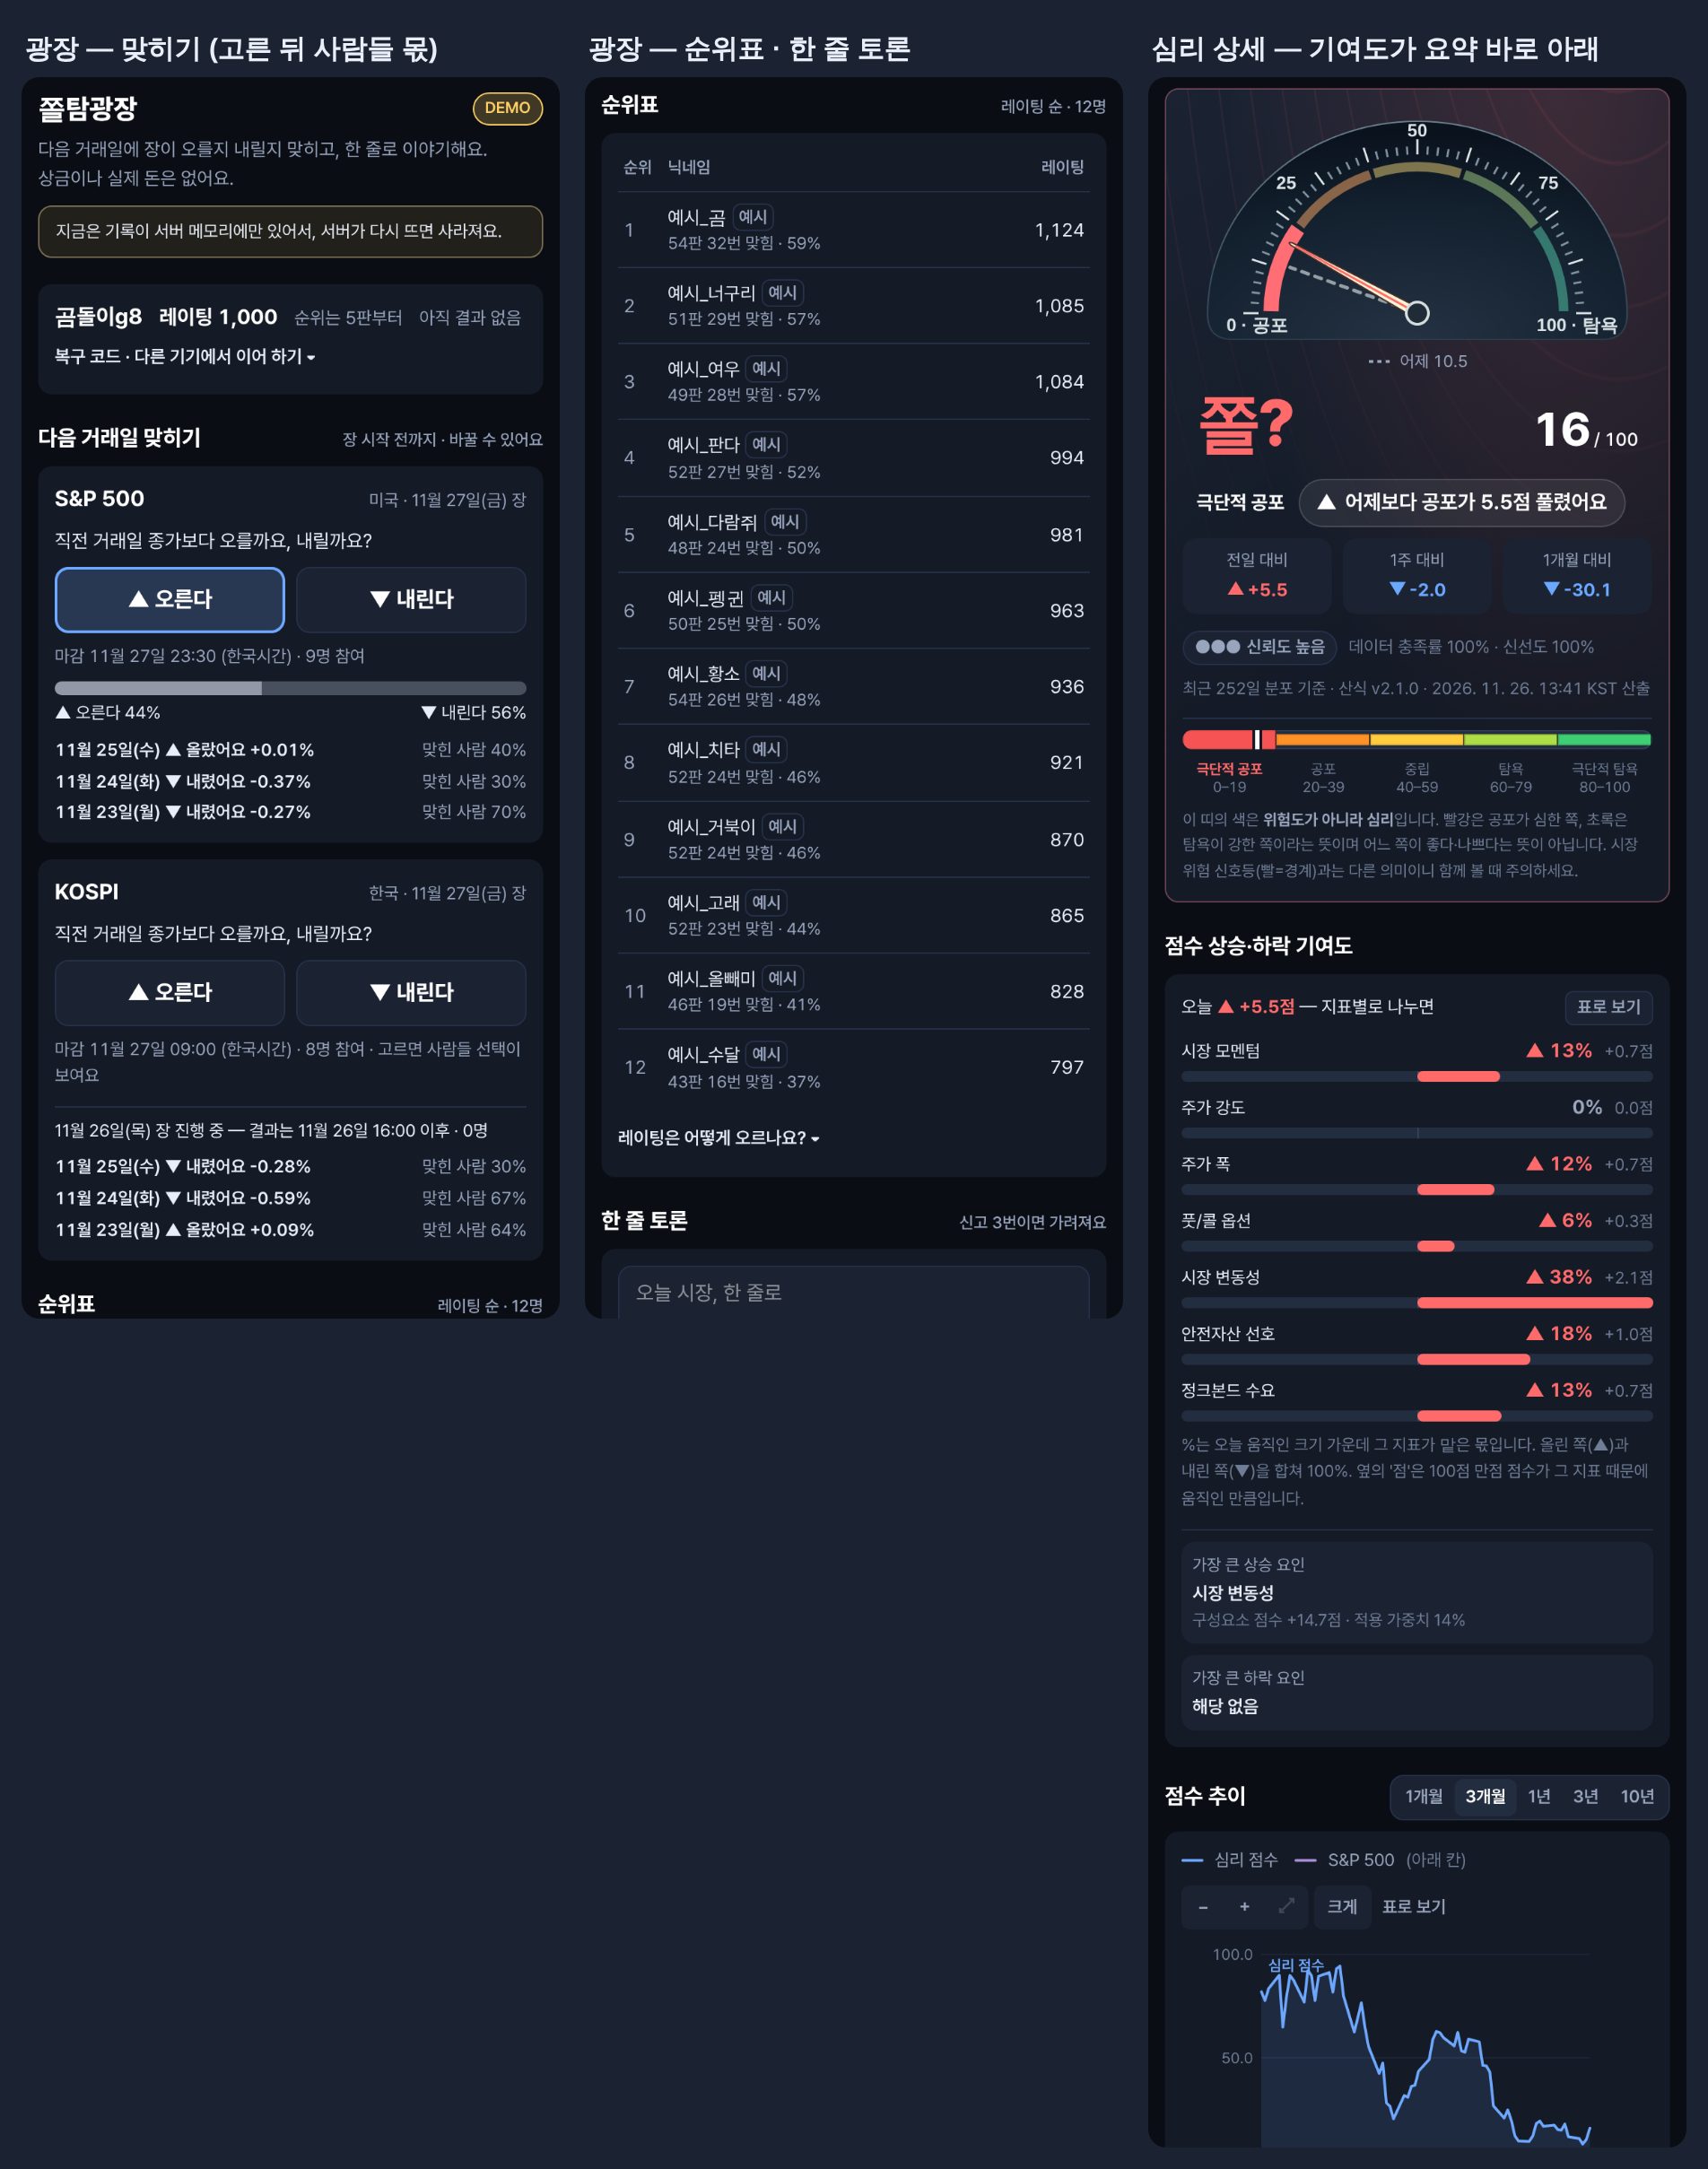 광장 — 맞히기 (고른 뒤 사람들 몫)
쫄탐광장
DEMO
다음 거래일에 장이 오를지 내릴지 맞히고, 한 줄로 이야기해요.
상금이나 실제 돈은 없어요.
지금은 기록이 서버 메모리에만 있어서, 서버가 다시 뜨면 사라져요.
곰돌이g8 레이팅 1,000 순위는 5판부터 아직 결과 없음
복구 코드 · 다른 기기에서 이어 하기 ▾
다음 거래일 맞히기
장 시작 전까지 · 바꿀 수 있어요
S&P 500
미국 · 11월 27일(금) 장
직전 거래일 종가보다 오를까요, 내릴까요?
▲ 오른다
▼ 내린다
마감 11월 27일 23:30 (한국시간) · 9명 참여
▲ 오른다 44%
▼ 내린다 56%
11월 25일(수) ▲ 올랐어요 +0.01% 맞힌 사람 40%
11월 24일(화) ▼ 내렸어요 -0.37% 맞힌 사람 30%
11월 23일(월) ▼ 내렸어요 -0.27% 맞힌 사람 70%
KOSPI
한국 · 11월 27일(금) 장
직전 거래일 종가보다 오를까요, 내릴까요?
▲ 오른다
▼ 내린다
마감 11월 27일 09:00 (한국시간) · 8명 참여 · 고르면 사람들 선택이
보여요
11월 26일(목) 장 진행 중 — 결과는 11월 26일 16:00 이후 · 0명
11월 25일(수) ▼ 내렸어요 -0.28% 맞힌 사람 30%
11월 24일(화) ▼ 내렸어요 -0.59% 맞힌 사람 67%
11월 23일(월) ▲ 올랐어요 +0.09% 맞힌 사람 64%
순위표
레이팅 순 · 12명
광장 — 순위표 · 한 줄 토론
순위표
레이팅 순 · 12명
순위 닉네임 레이팅
1 예시_곰 예시 1,124
54판 32번 맞힘 · 59%
2 예시_너구리 예시 1,085
51판 29번 맞힘 · 57%
3 예시_여우 예시 1,084
49판 28번 맞힘 · 57%
4 예시_판다 예시 994
52판 27번 맞힘 · 52%
5 예시_다람쥐 예시 981
48판 24번 맞힘 · 50%
6 예시_펭귄 예시 963
50판 25번 맞힘 · 50%
7 예시_황소 예시 936
54판 26번 맞힘 · 48%
8 예시_치타 예시 921
52판 24번 맞힘 · 46%
9 예시_거북이 예시 870
52판 24번 맞힘 · 46%
10 예시_고래 예시 865
52판 23번 맞힘 · 44%
11 예시_올빼미 예시 828
46판 19번 맞힘 · 41%
12 예시_수달 예시 797
43판 16번 맞힘 · 37%
레이팅은 어떻게 오르나요? ▾
한 줄 토론
신고 3번이면 가려져요
오늘 시장, 한 줄로
심리 상세 — 기여도가 요약 바로 아래
50
25
75
0 · 공포
100 · 탐욕
어제 10.5
쫄?
16 / 100
극단적 공포
▲ 어제보다 공포가 5.5점 풀렸어요
전일 대비 1주 대비 1개월 대비
▲ +5.5 ▼ -2.0 ▼ -30.1
●●● 신뢰도 높음 데이터 충족률 100% · 신선도 100%
최근 252일 분포 기준 · 산식 v2.1.0 · 2026. 11. 26. 13:41 KST 산출
극단적 공포 공포 중립 탐욕 극단적 탐욕
0–19 20–39 40–59 60–79 80–100
이 띠의 색은 위험도가 아니라 심리입니다. 빨강은 공포가 심한 쪽, 초록은
탐욕이 강한 쪽이라는 뜻이며 어느 쪽이 좋다·나쁘다는 뜻이 아닙니다. 시장
위험 신호등(빨=경계)과는 다른 의미이니 함께 볼 때 주의하세요.
점수 상승·하락 기여도
오늘 ▲ +5.5점 — 지표별로 나누면
표로 보기
시장 모멘텀 ▲ 13% +0.7점
주가 강도 0% 0.0점
주가 폭 ▲ 12% +0.7점
풋/콜 옵션 ▲ 6% +0.3점
시장 변동성 ▲ 38% +2.1점
안전자산 선호 ▲ 18% +1.0점
정크본드 수요 ▲ 13% +0.7점
%는 오늘 움직인 크기 가운데 그 지표가 맡은 몫입니다. 올린 쪽(▲)과
내린 쪽(▼)을 합쳐 100%. 옆의 '점'은 100점 만점 점수가 그 지표 때문에
움직인 만큼입니다.
가장 큰 상승 요인
시장 변동성
구성요소 점수 +14.7점 · 적용 가중치 14%
가장 큰 하락 요인
해당 없음
점수 추이
1개월 3개월 1년 3년 10년
심리 점수 S&P 500 (아래 칸)
− + 크게 표로 보기
100.0
심리 점수
50.0